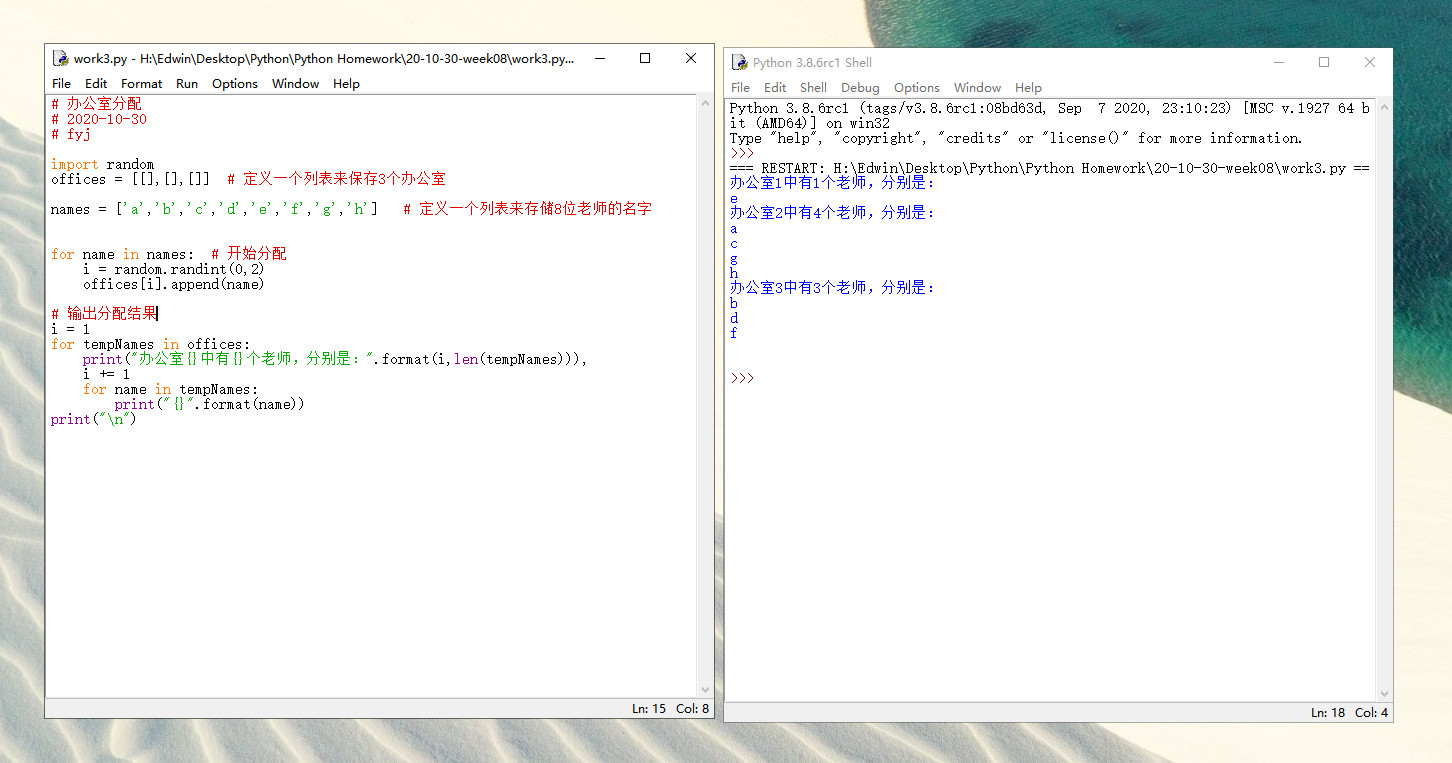 work3.py - H:\Edwin\Desktop\Python\Python Homework\20-10-30-week08\work3.py...
File Edit Format Run Options Window Help
# 办公室分配
# 2020-10-30
# fyj
import random
offices = [[],[],[]]  # 定义一个列表来保存3个办公室
names = ['a','b','c','d','e','f','g','h']   # 定义一个列表来存储8位老师的名字
for name in names:  # 开始分配
    i = random.randint(0,2)
    offices[i].append(name)
# 输出分配结果
i = 1
for tempNames in offices:
    print("办公室{}中有{}个老师，分别是：".format(i,len(tempNames))),
    i += 1
    for name in tempNames:
        print("{}".format(name))
print("\n")
Ln: 15 Col: 8
Python 3.8.6rc1 Shell
File Edit Shell Debug Options Window Help
Python 3.8.6rc1 (tags/v3.8.6rc1:08bd63d, Sep  7 2020, 23:10:23) [MSC v.1927 64 b
it (AMD64)] on win32
Type "help", "copyright", "credits" or "license()" for more information.
>>>
=== RESTART: H:\Edwin\Desktop\Python\Python Homework\20-10-30-week08\work3.py ==
办公室1中有1个老师，分别是：
e
办公室2中有4个老师，分别是：
a
c
g
h
办公室3中有3个老师，分别是：
b
d
f
>>>
Ln: 18 Col: 4